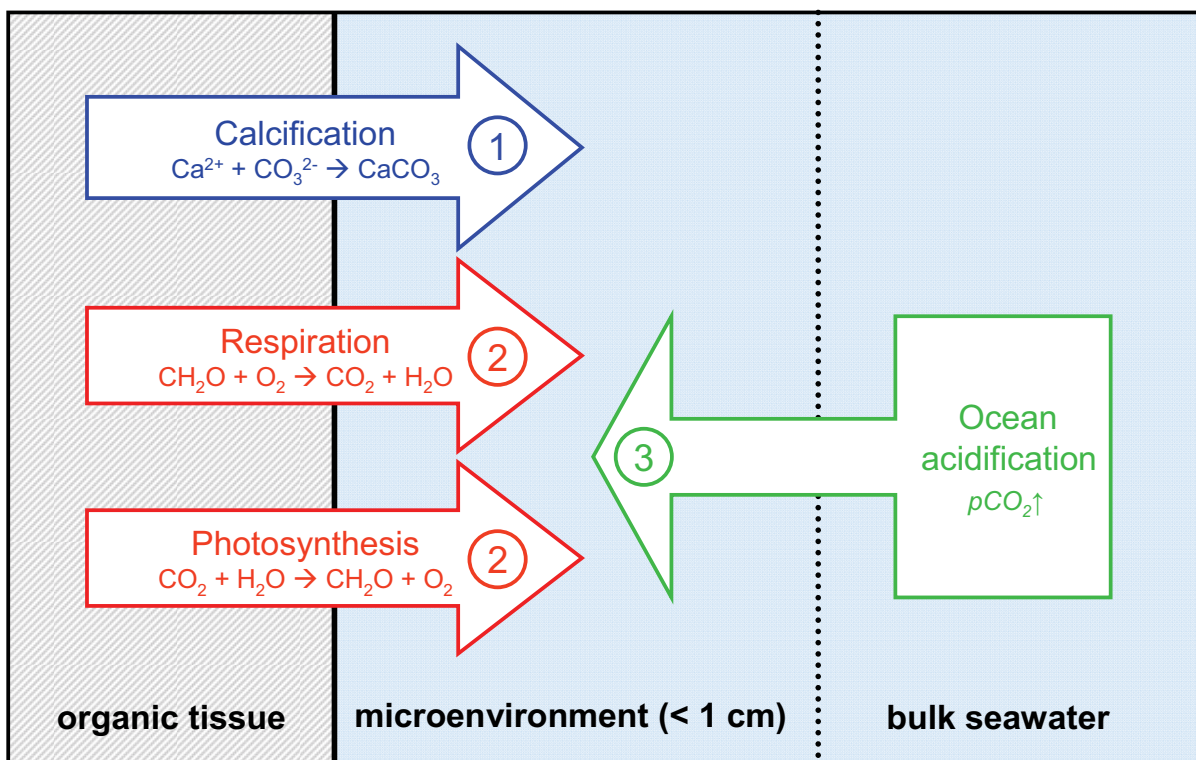 Calcification
Ca²⁺ + CO₃²⁻ → CaCO₃
1
Respiration
CH₂O + O₂ → CO₂ + H₂O
2
Photosynthesis
CO₂ + H₂O → CH₂O + O₂
2
3
Ocean
acidification
pCO₂↑
organic tissue
microenvironment (< 1 cm)
bulk seawater